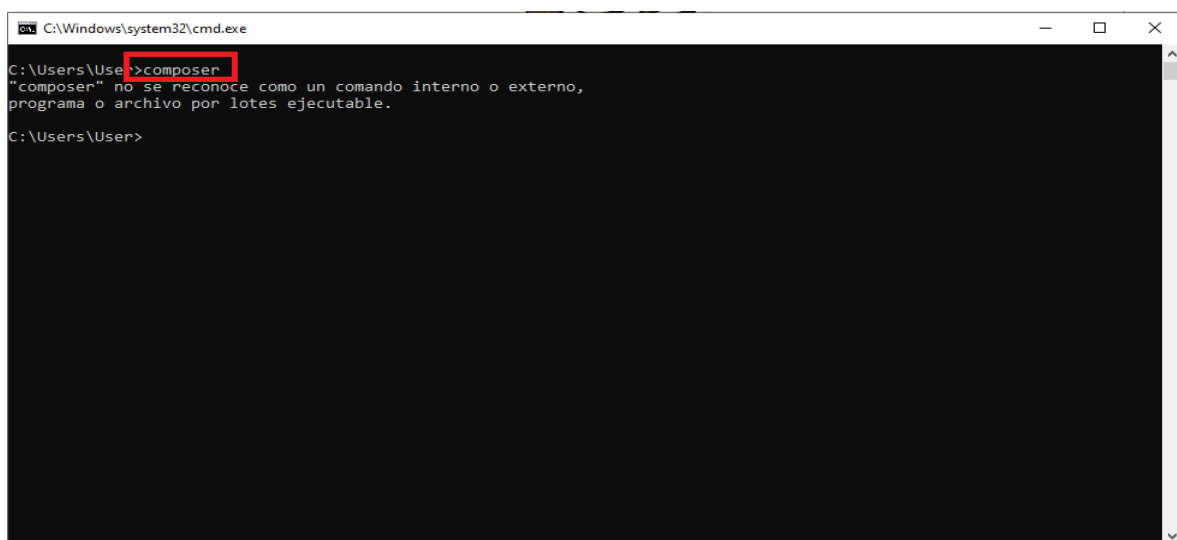 C:\Windows\system32\cmd.exe
C:\Users\User>composer
"composer" no se reconoce como un comando interno o externo,
programa o archivo por lotes ejecutable.
C:\Users\User>